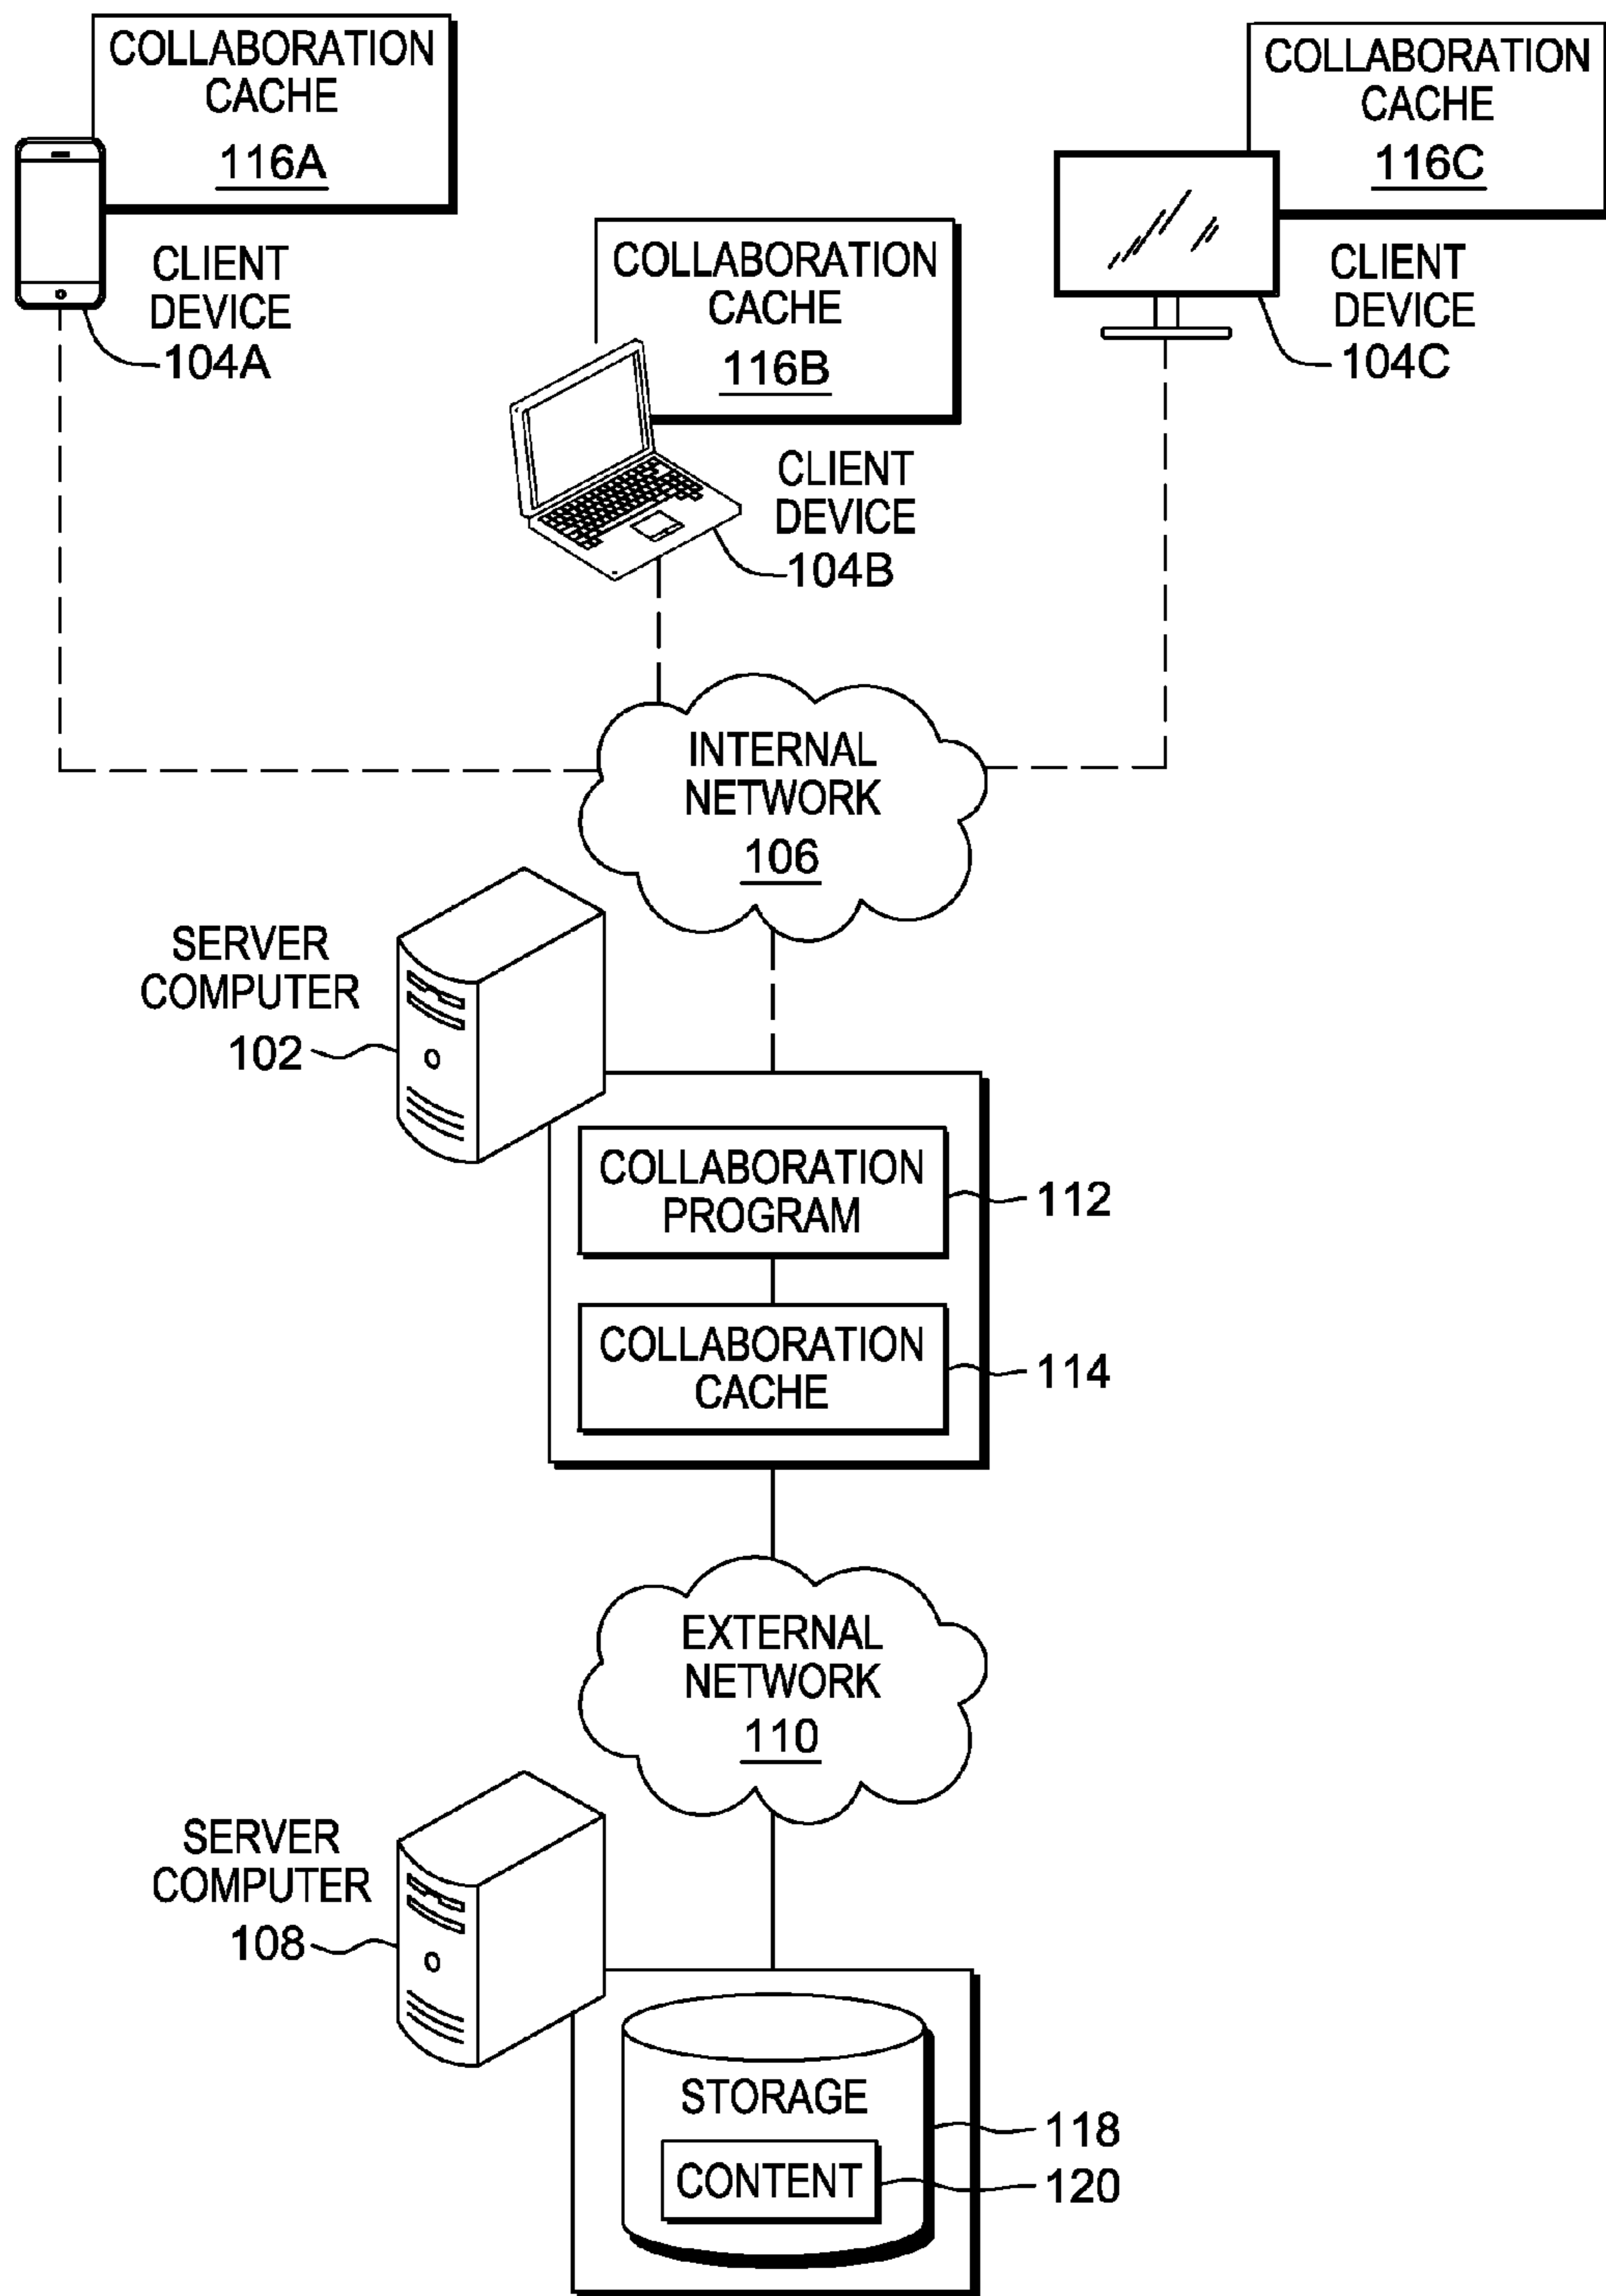 COLLABORATION
CACHE
116A
CLIENT
DEVICE
104A
COLLABORATION
CACHE
116B
CLIENT
DEVICE
104B
COLLABORATION
CACHE
116C
CLIENT
DEVICE
104C
INTERNAL
NETWORK
106
SERVER
COMPUTER
102
COLLABORATION
PROGRAM
112
COLLABORATION
CACHE
114
EXTERNAL
NETWORK
110
SERVER
COMPUTER
108
STORAGE
118
CONTENT
120